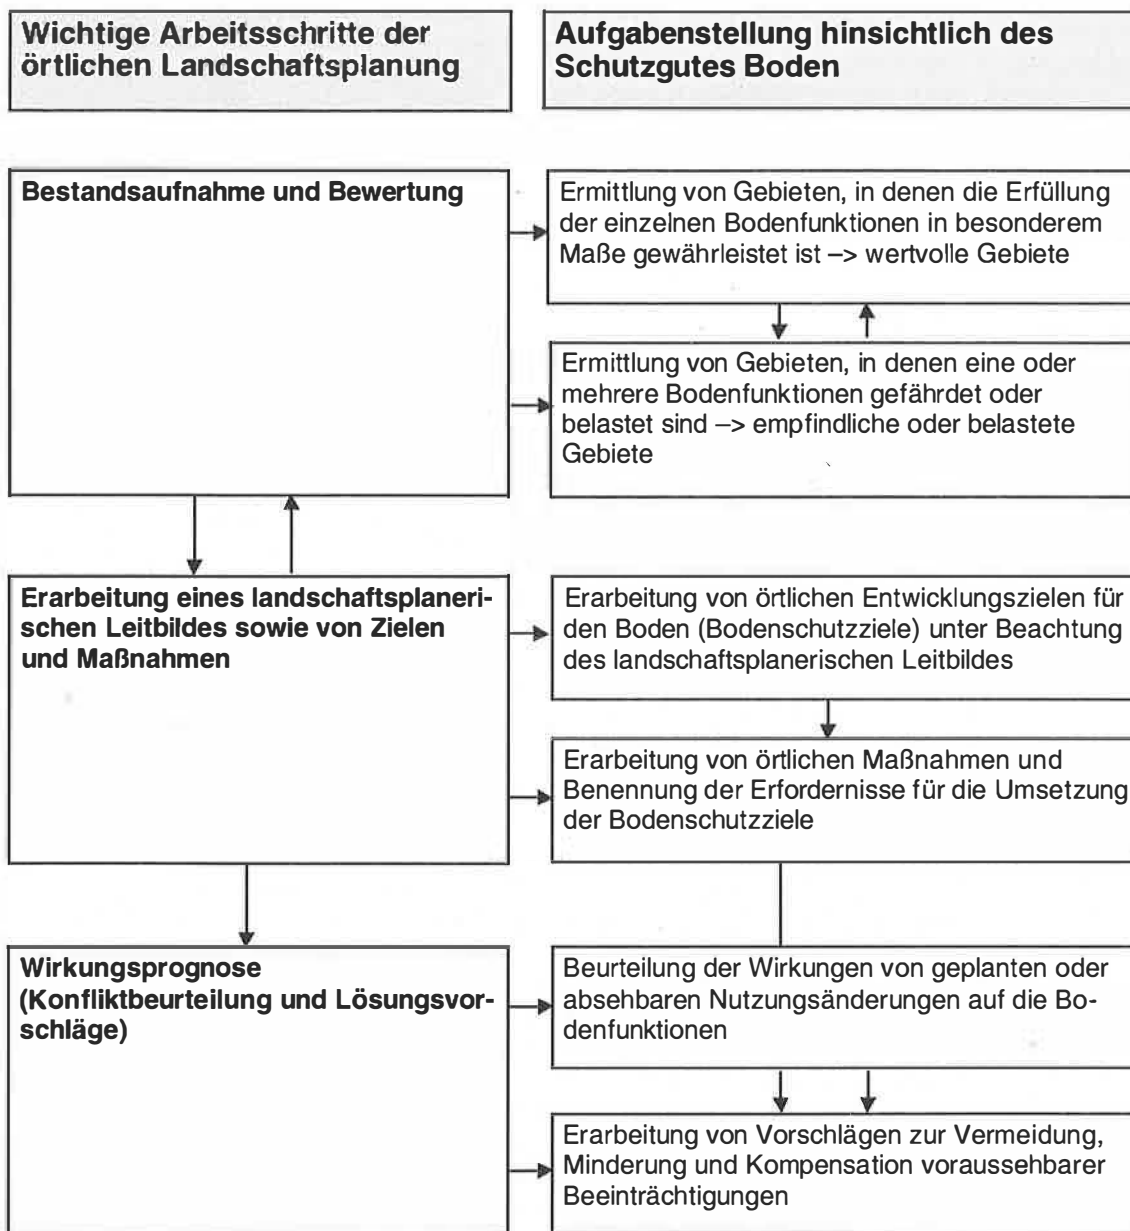 Wichtige Arbeitsschritte der
örtlichen Landschaftsplanung
Aufgabenstellung hinsichtlich des
Schutzgutes Boden
Bestandsaufnahme und Bewertung
Ermittlung von Gebieten, in denen die Erfüllung
der einzelnen Bodenfunktionen in besonderem
Maße gewährleistet ist –> wertvolle Gebiete
Ermittlung von Gebieten, in denen eine oder
mehrere Bodenfunktionen gefährdet oder
belastet sind –> empfindliche oder belastete
Gebiete
Erarbeitung eines landschaftsplaneri-
schen Leitbildes sowie von Zielen
und Maßnahmen
Erarbeitung von örtlichen Entwicklungszielen für
den Boden (Bodenschutzziele) unter Beachtung
des landschaftsplanerischen Leitbildes
Erarbeitung von örtlichen Maßnahmen und
Benennung der Erfordernisse für die Umsetzung
der Bodenschutzziele
Wirkungsprognose
(Konfliktbeurteilung und Lösungsvor-
schläge)
Beurteilung der Wirkungen von geplanten oder
absehbaren Nutzungsänderungen auf die Bo-
denfunktionen
Erarbeitung von Vorschlägen zur Vermeidung,
Minderung und Kompensation voraussehbarer
Beeinträchtigungen